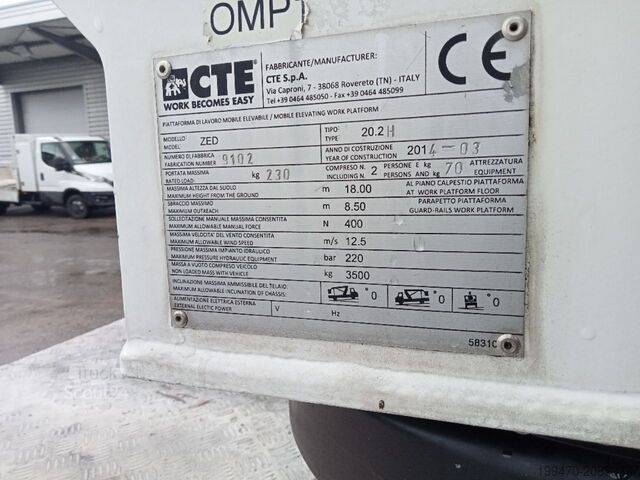 OMP
CTE
WORK BECOMES EASY
FABBRICANTE/MANUFACTURER:
CTE S.p.A.
Via Caproni, 7 - 38068 Rovereto (TN) - ITALY
Tel +39 0464 485050 - Fax +39 0464 485099
CE
PIATTAFORMA DI LAVORO MOBILE ELEVABILE / MOBILE ELEVATING WORK PLATFORM
MODELLO: MODEL: ZED TIPO: TYPE: 20.2H
NUMERO DI FABBRICA FABRICATION NUMBER 9102 ANNO DI COSTRUZIONE YEAR OF CONSTRUCTION 2014-03
PORTATA MASSIMA RATED LOAD kg 230 COMPRESO N. INCLUDING N. 2 PERSONE E kg PERSONS AND kg 70 ATTREZZATURA EQUIPMENT
MASSIMA ALTEZZA DAL SUOLO MAXIMUM HEIGHT FROM THE GROUND m 18.00 AL PIANO CALPESTIO PIATTAFORMA AT WORK PLATFORM FLOOR
SBRACCIO MASSIMO MAXIMUM OUTREACH m 8.50 PARAPETTO PIATTAFORMA GUARD-RAILS WORK PLATFORM
SOLLECITAZIONE MANUALE MASSIMA CONSENTITA MAXIMUM ALLOWABLE MANUAL FORCE N 400
MASSIMA VELOCITA' DEL VENTO CONSENTITA MAXIMUM ALLOWABLE WIND SPEED m/s 12.5
PRESSIONE MASSIMA IMPIANTO IDRAULICO MAXIMUM PRESSURE HYDRAULIC EQUIPMENT bar 220
MASSA A VUOTO COMPRESO VEICOLO NON LOADED MASS WITH VEHICLE kg 3500
INCLINAZIONE MASSIMA AMMISSIBILE DEL TELAIO MAXIMUM ALLOWABLE INCLINATION OF CHASSIS: °0 °0 °0
ALIMENTAZIONE ELETTRICA ESTERNA EXTERNAL ELECTRIC POWER V Hz
5831C
Truck
Scout24